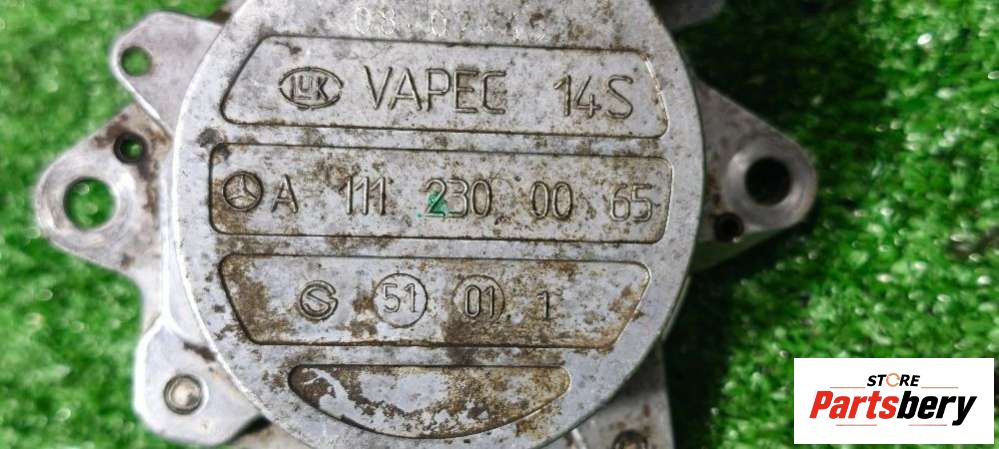 LUK VAPEC 14S
A 111 230 00 65
G 51 01 1
STORE
Partsbery